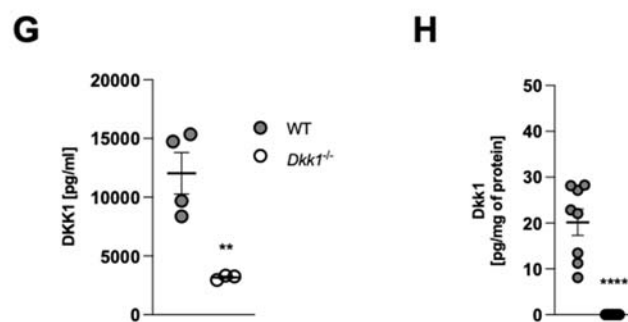 G
DKK1 [pg/ml]
20000
15000
10000
5000
0
**
WT
Dkk1-/-
H
Dkk1
[pg/mg of protein]
50
40
30
20
10
0
****